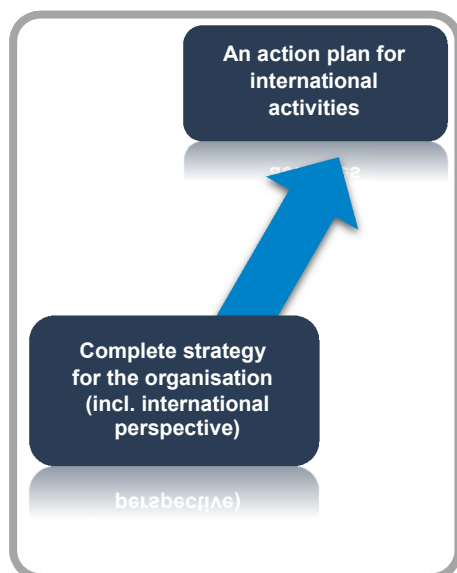 An action plan for
international
activities
Complete strategy
for the organisation
(incl. international
perspective)